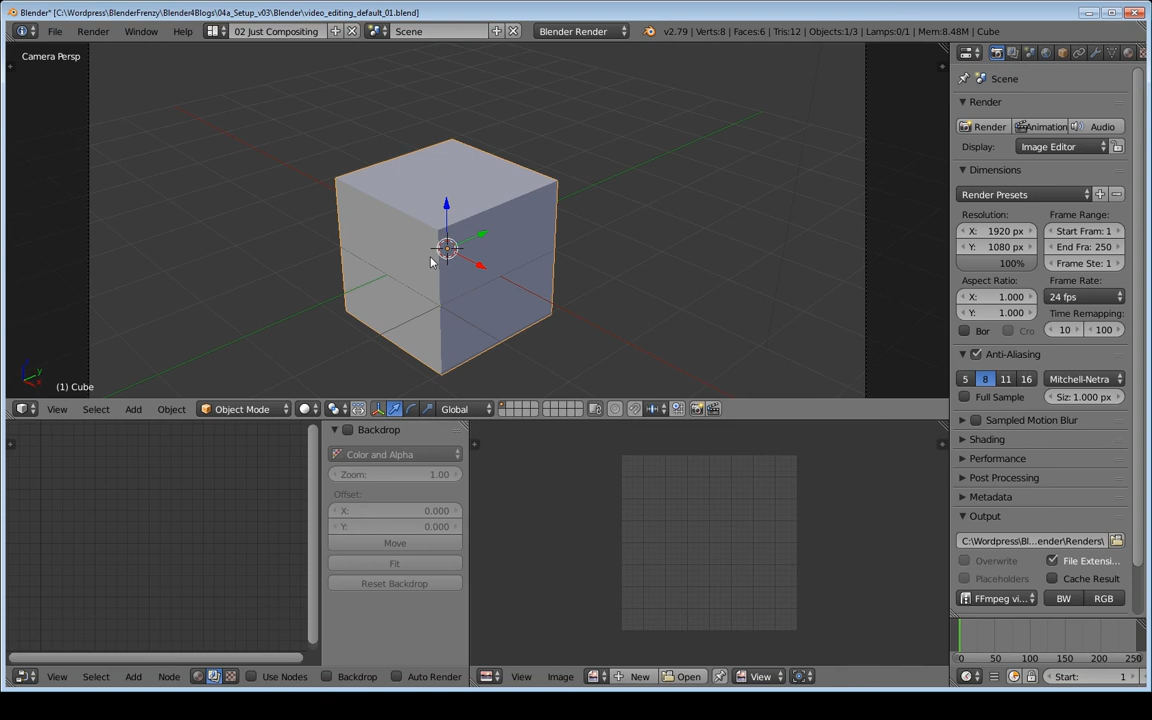 Blender* [C:\Wordpress\BlenderFrenzy\Blender4Blogs\04a_Setup_v03\Blender\video_editing_default_01.blend]
File Render Window Help 02 Just Compositing Scene Blender Render v2.79 | Verts:8 | Faces:6 | Tris:12 | Objects:1/3 | Lamps:0/1 | Mem:8.48M | Cube
Camera Persp
Scene
Render
Render Animation Audio
Display: Image Editor
Dimensions
Render Presets
Resolution: Frame Range:
X: 1920 px Start Fram: 1
Y: 1080 px End Fra: 250
100% Frame Ste: 1
Aspect Ratio: Frame Rate:
X: 1.000 24 fps
Y: 1.000 Time Remapping:
Bor Cro 10 100
Anti-Aliasing
5 8 11 16 Mitchell-Netra
Full Sample Siz: 1.000 px
Sampled Motion Blur
Shading
Performance
Post Processing
Metadata
Output
C:\Wordpress\Bl...ender\Renders\
Overwrite File Extensi...
Placeholders Cache Result
FFmpeg vi... BW RGB
(1) Cube
View Select Add Object Object Mode Global
Backdrop
Color and Alpha
Zoom: 1.00
Offset:
X: 0.000
Y: 0.000
Move
Fit
Reset Backdrop
View Select Add Node Use Nodes Backdrop Auto Render
View Image New Open View
0 50 100 150 200 250
Start: 1